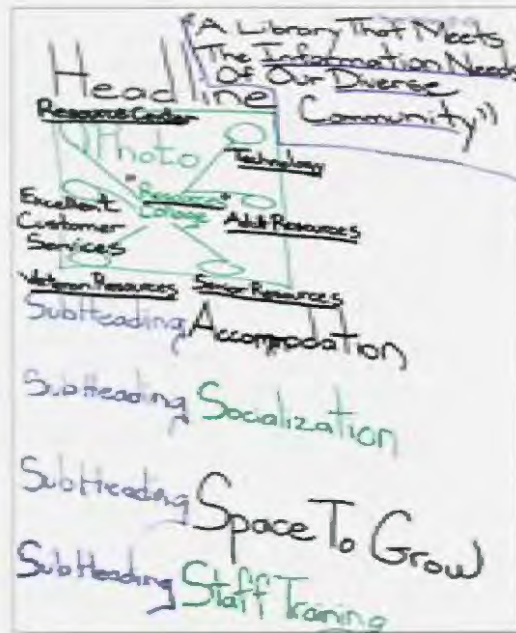 "A Library That Meets
The Information Needs
Of Our Diverse
Community"
Headline
Resource Center
Photo
Technology
"Resources"
Collage
Excellent
Customer
Services
Adult Resources
Veteran Resources
Senior Resources
SubHeading Accomodation
SubHeading Socialization
SubHeading Space To Grow
SubHeading Staff Training